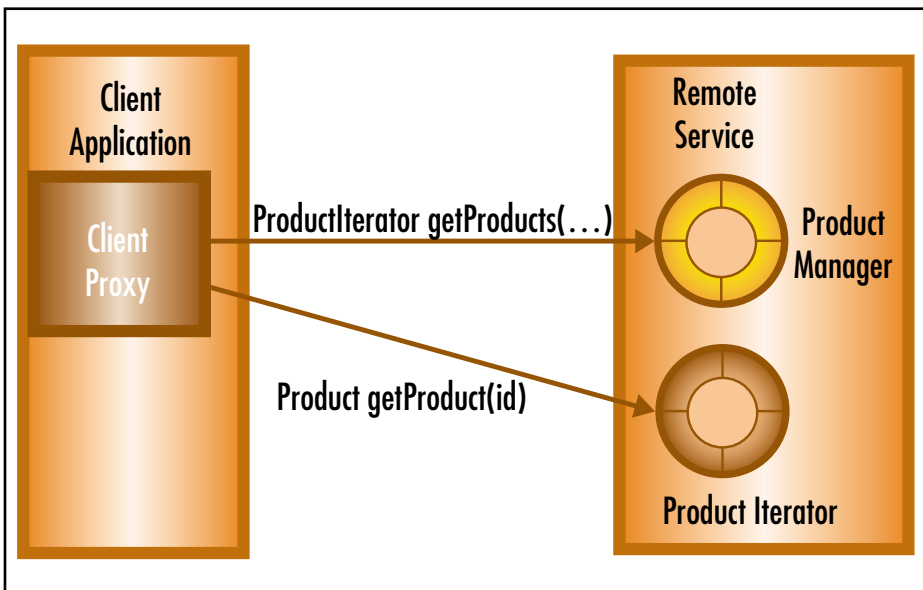 Client
Application
Client
Proxy
ProductIterator getProducts(…)
Product getProduct(id)
Remote
Service
Product
Manager
Product Iterator